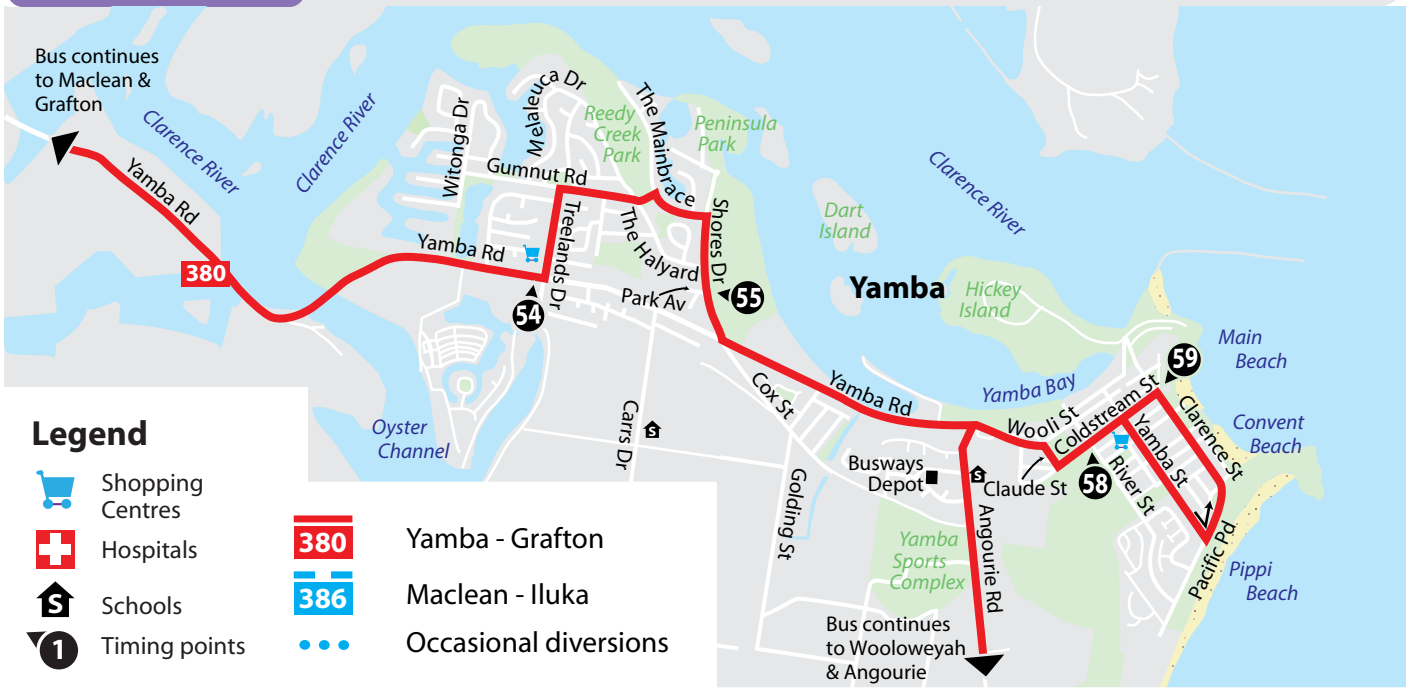 Bus continues
to Maclean &
Grafton
Clarence River
Clarence River
Yamba Rd
380
Witonga Dr
Melaleuca Dr
Gumnut Rd
Reedy
Creek
Park
The Mainbrace
Peninsula
Park
Yamba Rd
Treelands Dr
The Halyard
Shores Dr
Park Av
54
55
Clarence River
Dart
Island
Yamba
Hickey
Island
Main
Beach
59
Yamba Bay
Yamba Rd
Cox St
Wooli St
Coldstream St
Clarence St
Convent
Beach
Yamba St
River St
58
Claude St
Busways
Depot
S
Carrs Dr
S
Golding St
Angourie Rd
Yamba
Sports
Complex
Pacific Pd
Pippi
Beach
Oyster
Channel
Bus continues
to Wooloweyah
& Angourie
Legend
Shopping
Centres
Hospitals
S Schools
1 Timing points
380 Yamba - Grafton
386 Maclean - Iluka
Occasional diversions